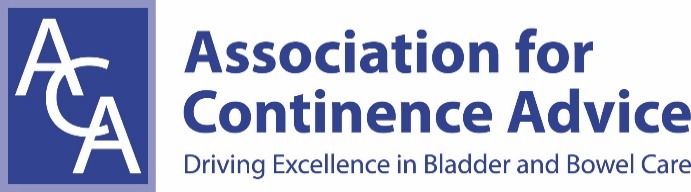 ACA
Association for
Continence Advice
Driving Excellence in Bladder and Bowel Care